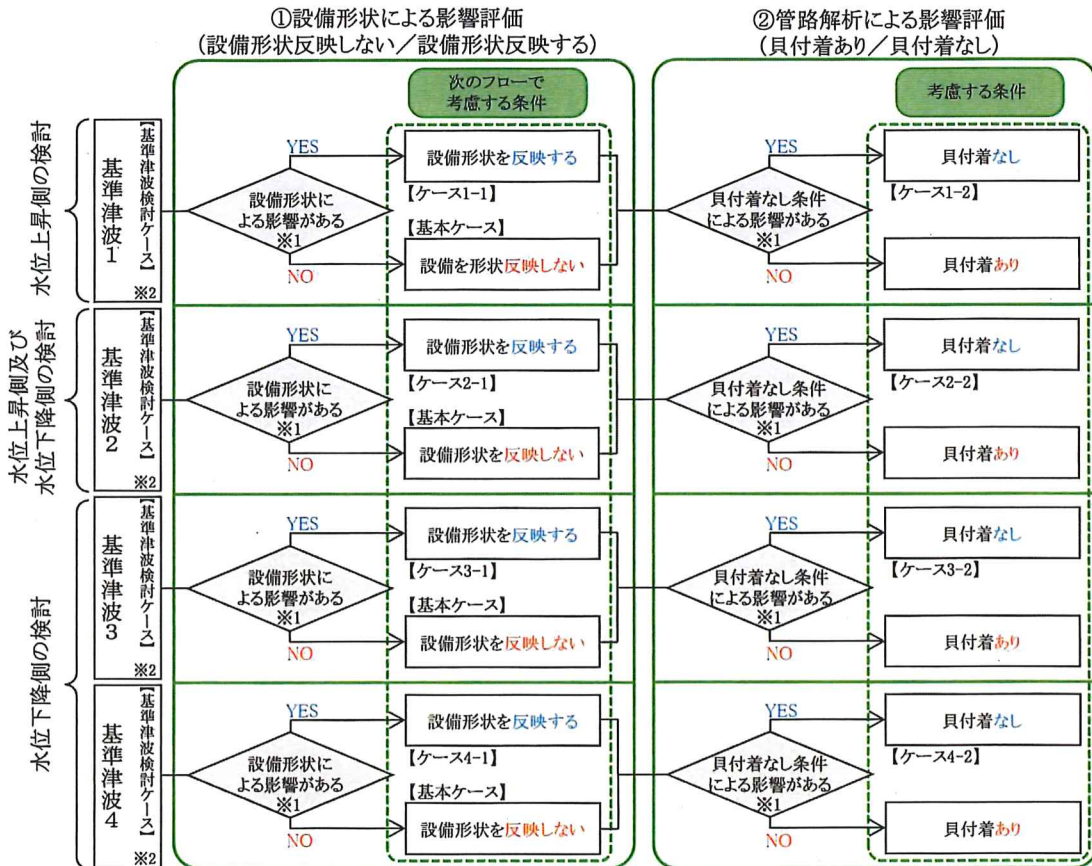 ①設備形状による影響評価
(設備形状反映しない／設備形状反映する)
②管路解析による影響評価
(貝付着あり／貝付着なし)
次のフローで
考慮する条件
考慮する条件
水位上昇側の検討
基準津波1
【基準津波検討ケース】
※2
設備形状に
よる影響がある
※1
YES
設備形状を反映する
【ケース1-1】
【基本ケース】
設備を形状反映しない
NO
貝付着なし条件
による影響がある
※1
YES
貝付着なし
【ケース1-2】
貝付着あり
NO
水位上昇側及び
水位下降側の検討
基準津波2
【基準津波検討ケース】
※2
設備形状に
よる影響がある
※1
YES
設備形状を反映する
【ケース2-1】
【基本ケース】
設備形状を反映しない
NO
貝付着なし条件
による影響がある
※1
YES
貝付着なし
【ケース2-2】
貝付着あり
NO
水位下降側の検討
基準津波3
【基準津波検討ケース】
※2
設備形状に
よる影響がある
※1
YES
設備形状を反映する
【ケース3-1】
【基本ケース】
設備形状を反映しない
NO
貝付着なし条件
による影響がある
※1
YES
貝付着なし
【ケース3-2】
貝付着あり
NO
基準津波4
【基準津波検討ケース】
※2
設備形状に
よる影響がある
※1
YES
設備形状を反映する
【ケース4-1】
【基本ケース】
設備形状を反映しない
NO
貝付着なし条件
による影響がある
※1
YES
貝付着なし
【ケース4-2】
貝付着あり
NO